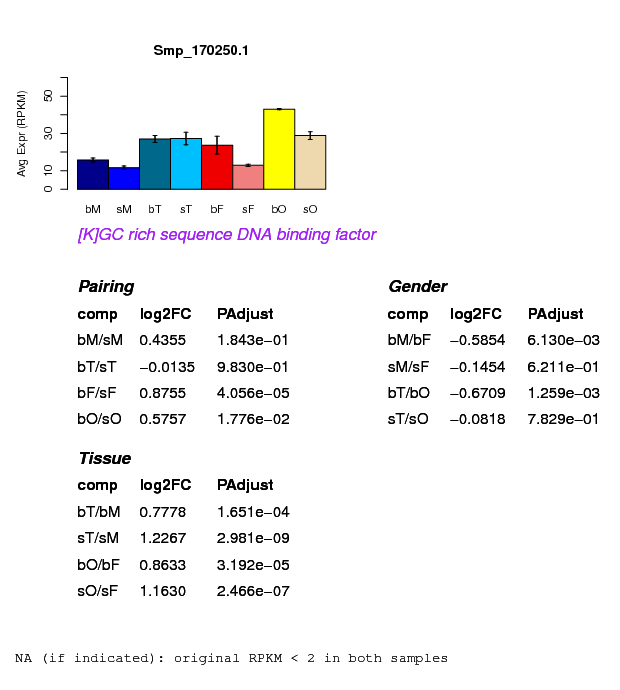 Smp_170250.1
Avg Expr (RPKM)
0 10 30 50
bM sM bT sT bF sF bO sO
[K]GC rich sequence DNA binding factor
Pairing
comp log2FC PAdjust
bM/sM 0.4355 1.843e−01
bT/sT −0.0135 9.830e−01
bF/sF 0.8755 4.056e−05
bO/sO 0.5757 1.776e−02
Gender
comp log2FC PAdjust
bM/bF −0.5854 6.130e−03
sM/sF −0.1454 6.211e−01
bT/bO −0.6709 1.259e−03
sT/sO −0.0818 7.829e−01
Tissue
comp log2FC PAdjust
bT/bM 0.7778 1.651e−04
sT/sM 1.2267 2.981e−09
bO/bF 0.8633 3.192e−05
sO/sF 1.1630 2.466e−07
NA (if indicated): original RPKM < 2 in both samples